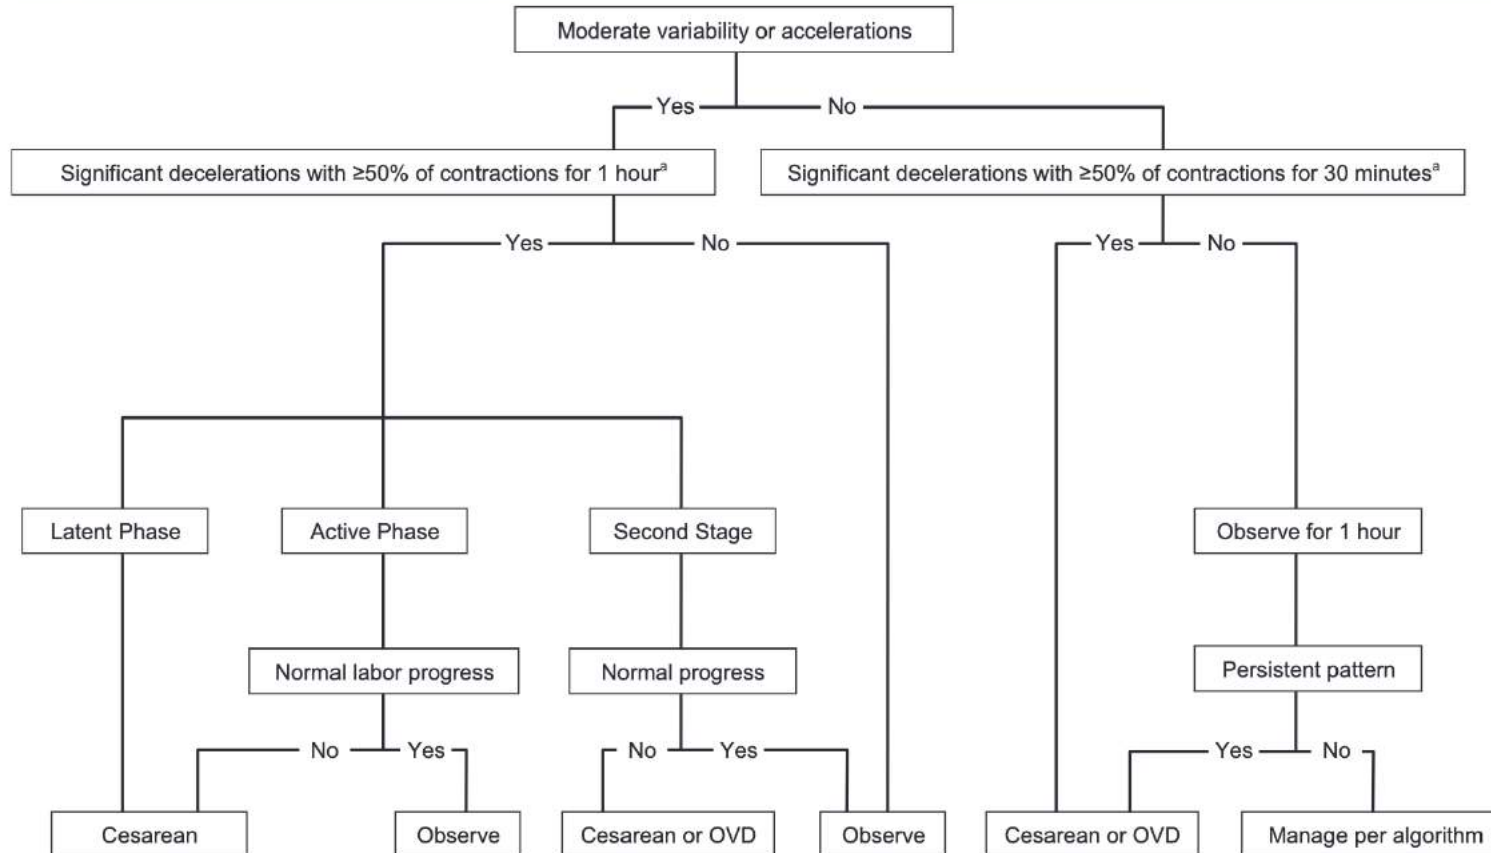 Moderate variability or accelerations
Yes
No
Significant decelerations with ≥50% of contractions for 1 hourᵃ
Significant decelerations with ≥50% of contractions for 30 minutesᵃ
Yes
No
Yes
No
Latent Phase
Active Phase
Second Stage
Observe for 1 hour
Normal labor progress
Normal progress
Persistent pattern
No
Yes
No
Yes
Yes
No
Cesarean
Observe
Cesarean or OVD
Observe
Cesarean or OVD
Manage per algorithm